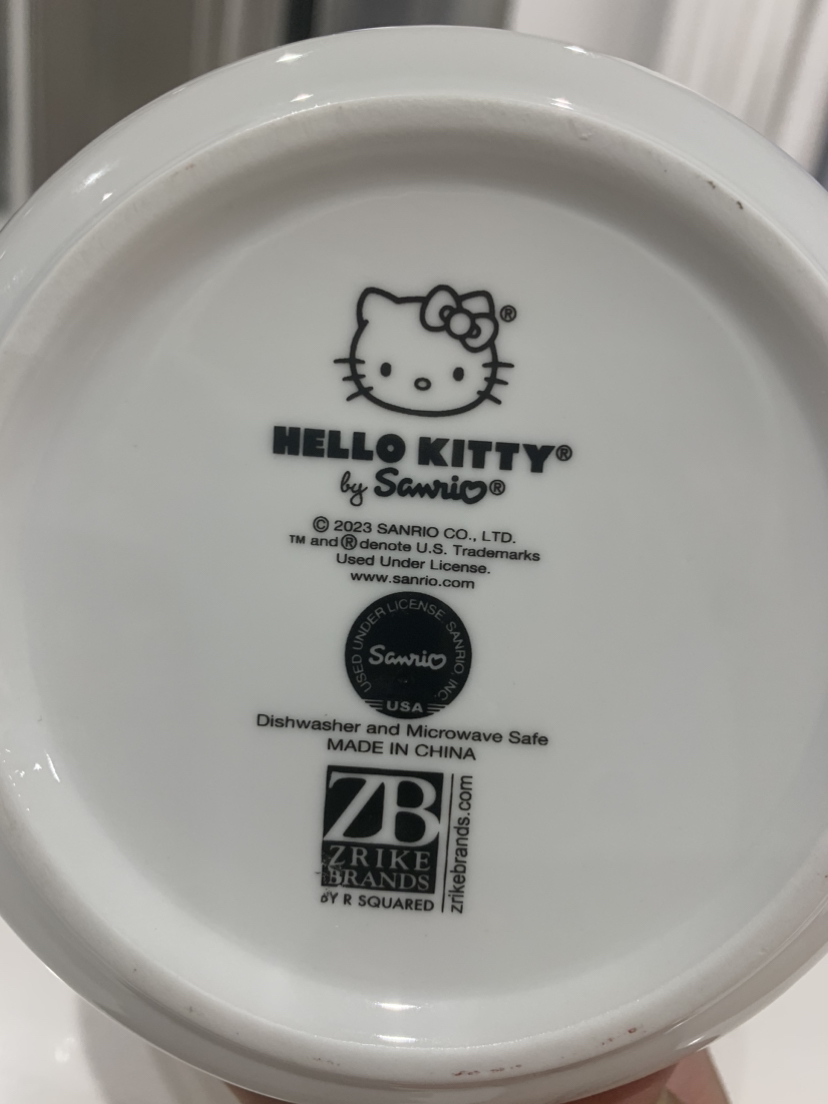 ®
HELLO KITTY®
by Sanrio®
© 2023 SANRIO CO., LTD.
™ and ® denote U.S. Trademarks
Used Under License.
www.sanrio.com
USED UNDER LICENSE SANRIO, INC.
Sanrio
USA
Dishwasher and Microwave Safe
MADE IN CHINA
ZB
ZRIKE
BRANDS
BY R SQUARED
zrikebrands.com